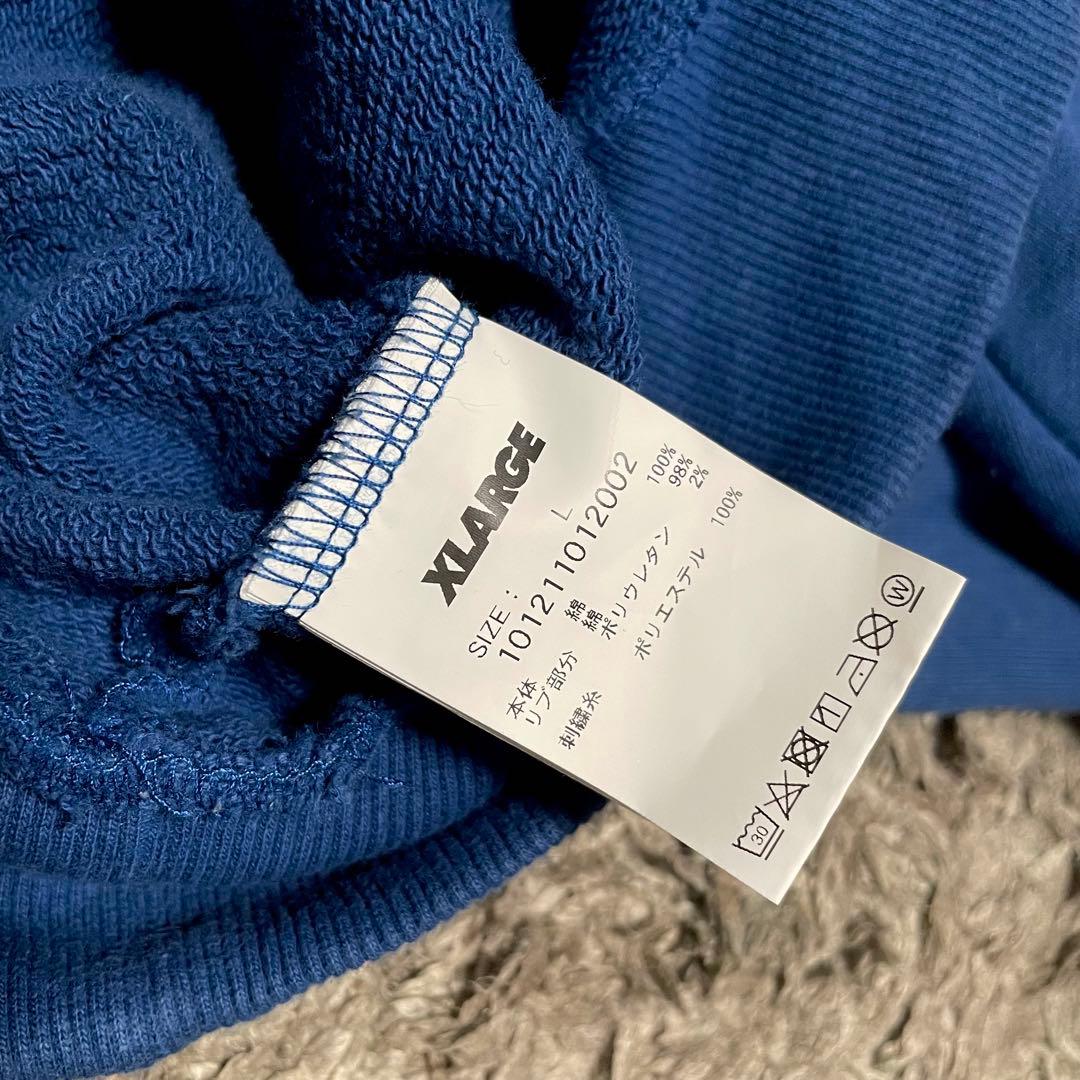 XLARGE
SIZE : L
101211012002
本体 綿 100%
リブ部分 綿 98%
ポリウレタン 2%
刺繍糸 ポリエステル 100%
30
W